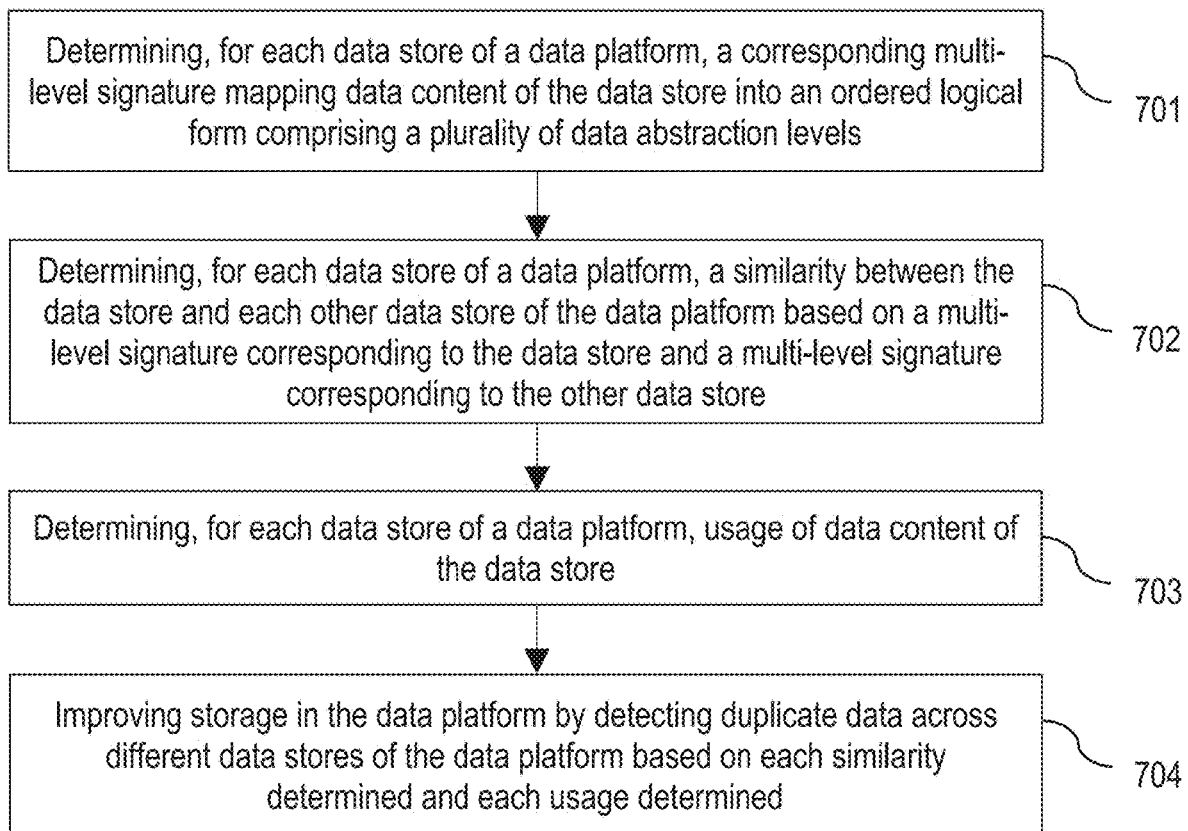 Determining, for each data store of a data platform, a corresponding multi-
level signature mapping data content of the data store into an ordered logical
form comprising a plurality of data abstraction levels
701
Determining, for each data store of a data platform, a similarity between the
data store and each other data store of the data platform based on a multi-
level signature corresponding to the data store and a multi-level signature
corresponding to the other data store
702
Determining, for each data store of a data platform, usage of data content of
the data store
703
Improving storage in the data platform by detecting duplicate data across
different data stores of the data platform based on each similarity
determined and each usage determined
704